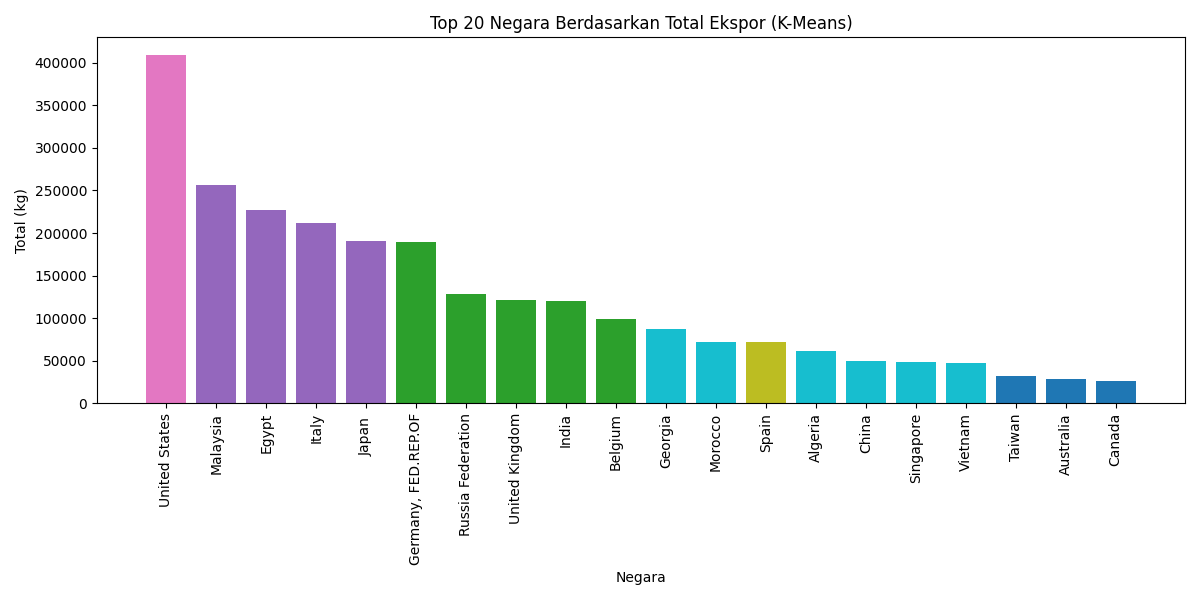 Top 20 Negara Berdasarkan Total Ekspor (K-Means)
Total (kg)
400000
350000
300000
250000
200000
150000
100000
50000
0
United States
Malaysia
Egypt
Italy
Japan
Germany, FED.REP.OF
Russia Federation
United Kingdom
India
Belgium
Georgia
Morocco
Spain
Algeria
China
Singapore
Vietnam
Taiwan
Australia
Canada
Negara